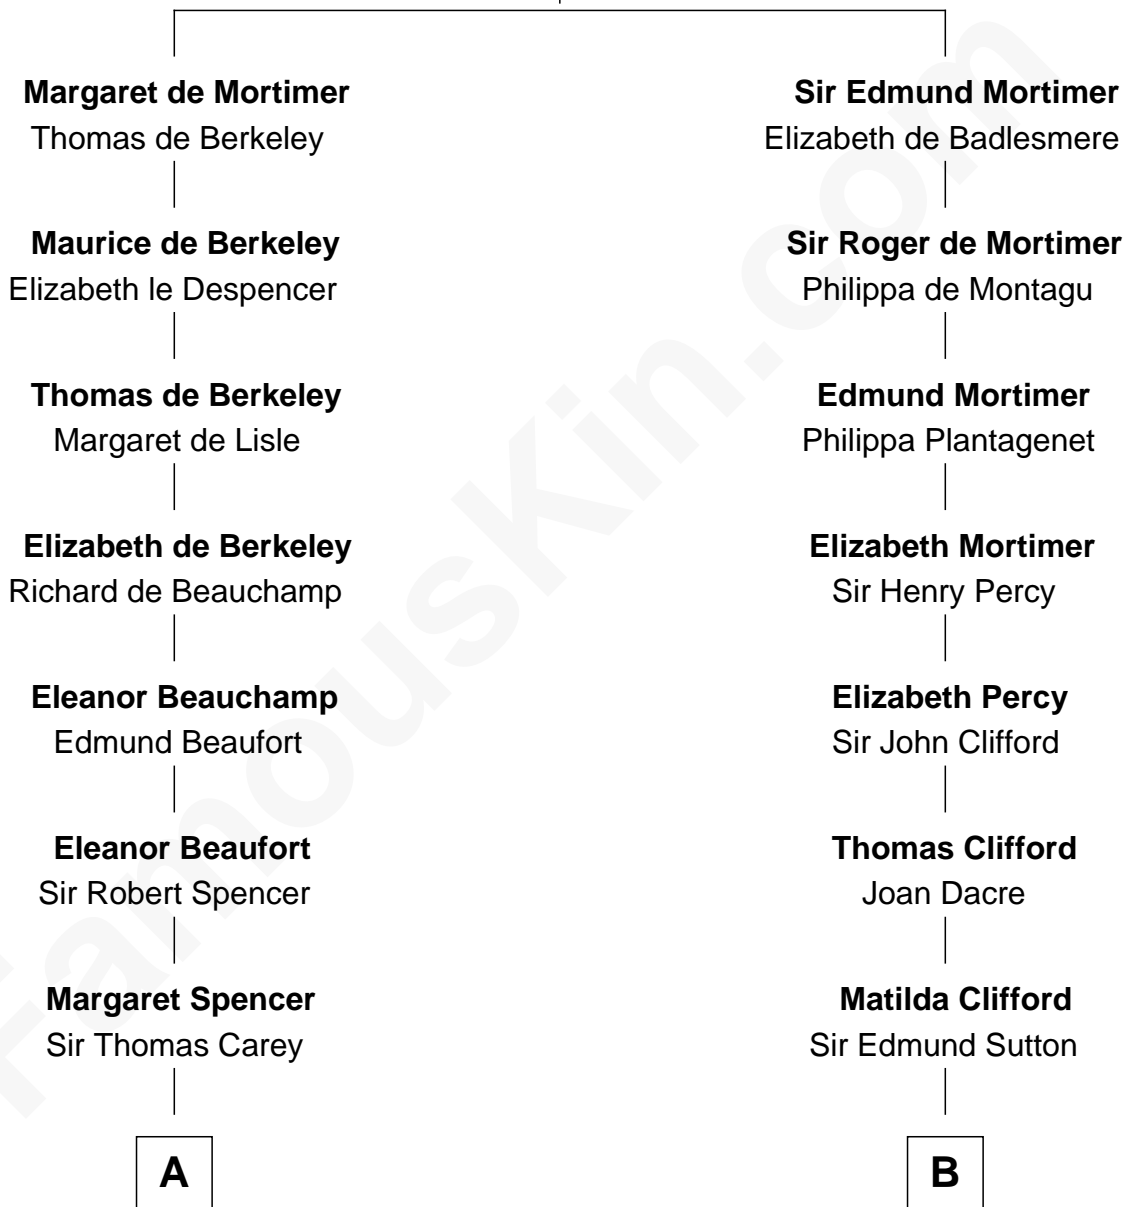 Margaret de Mortimer
Thomas de Berkeley
Maurice de Berkeley
Elizabeth le Despencer
Thomas de Berkeley
Margaret de Lisle
Elizabeth de Berkeley
Richard de Beauchamp
Eleanor Beauchamp
Edmund Beaufort
Eleanor Beaufort
Sir Robert Spencer
Margaret Spencer
Sir Thomas Carey
A
Sir Edmund Mortimer
Elizabeth de Badlesmere
Sir Roger de Mortimer
Philippa de Montagu
Edmund Mortimer
Philippa Plantagenet
Elizabeth Mortimer
Sir Henry Percy
Elizabeth Percy
Sir John Clifford
Thomas Clifford
Joan Dacre
Matilda Clifford
Sir Edmund Sutton
B
FamousKin.com